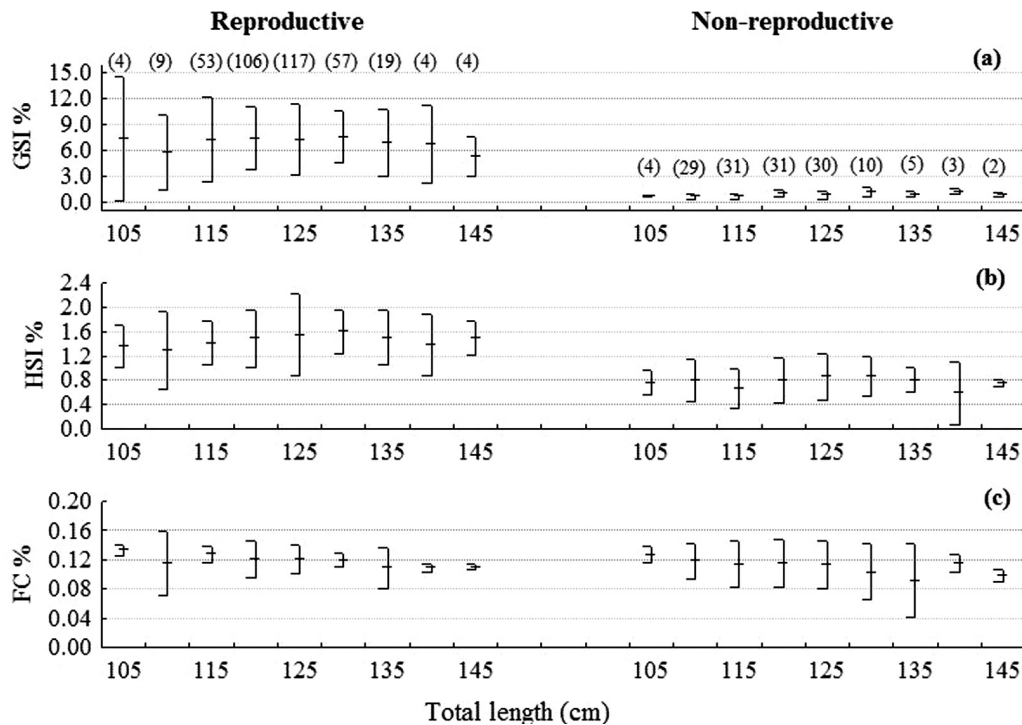 Reproductive Non-reproductive
(a)
(4) (9) (53) (106) (117) (57) (19) (4) (4)
(4) (29) (31) (31) (30) (10) (5) (3) (2)
GSI %
15.0
12.0
9.0
6.0
3.0
0.0
105 115 125 135 145 105 115 125 135 145
(b)
HSI %
2.4
2.0
1.6
1.2
0.8
0.4
0.0
105 115 125 135 145 105 115 125 135 145
(c)
FC %
0.20
0.16
0.12
0.08
0.04
0.00
105 115 125 135 145 105 115 125 135 145
Total length (cm)